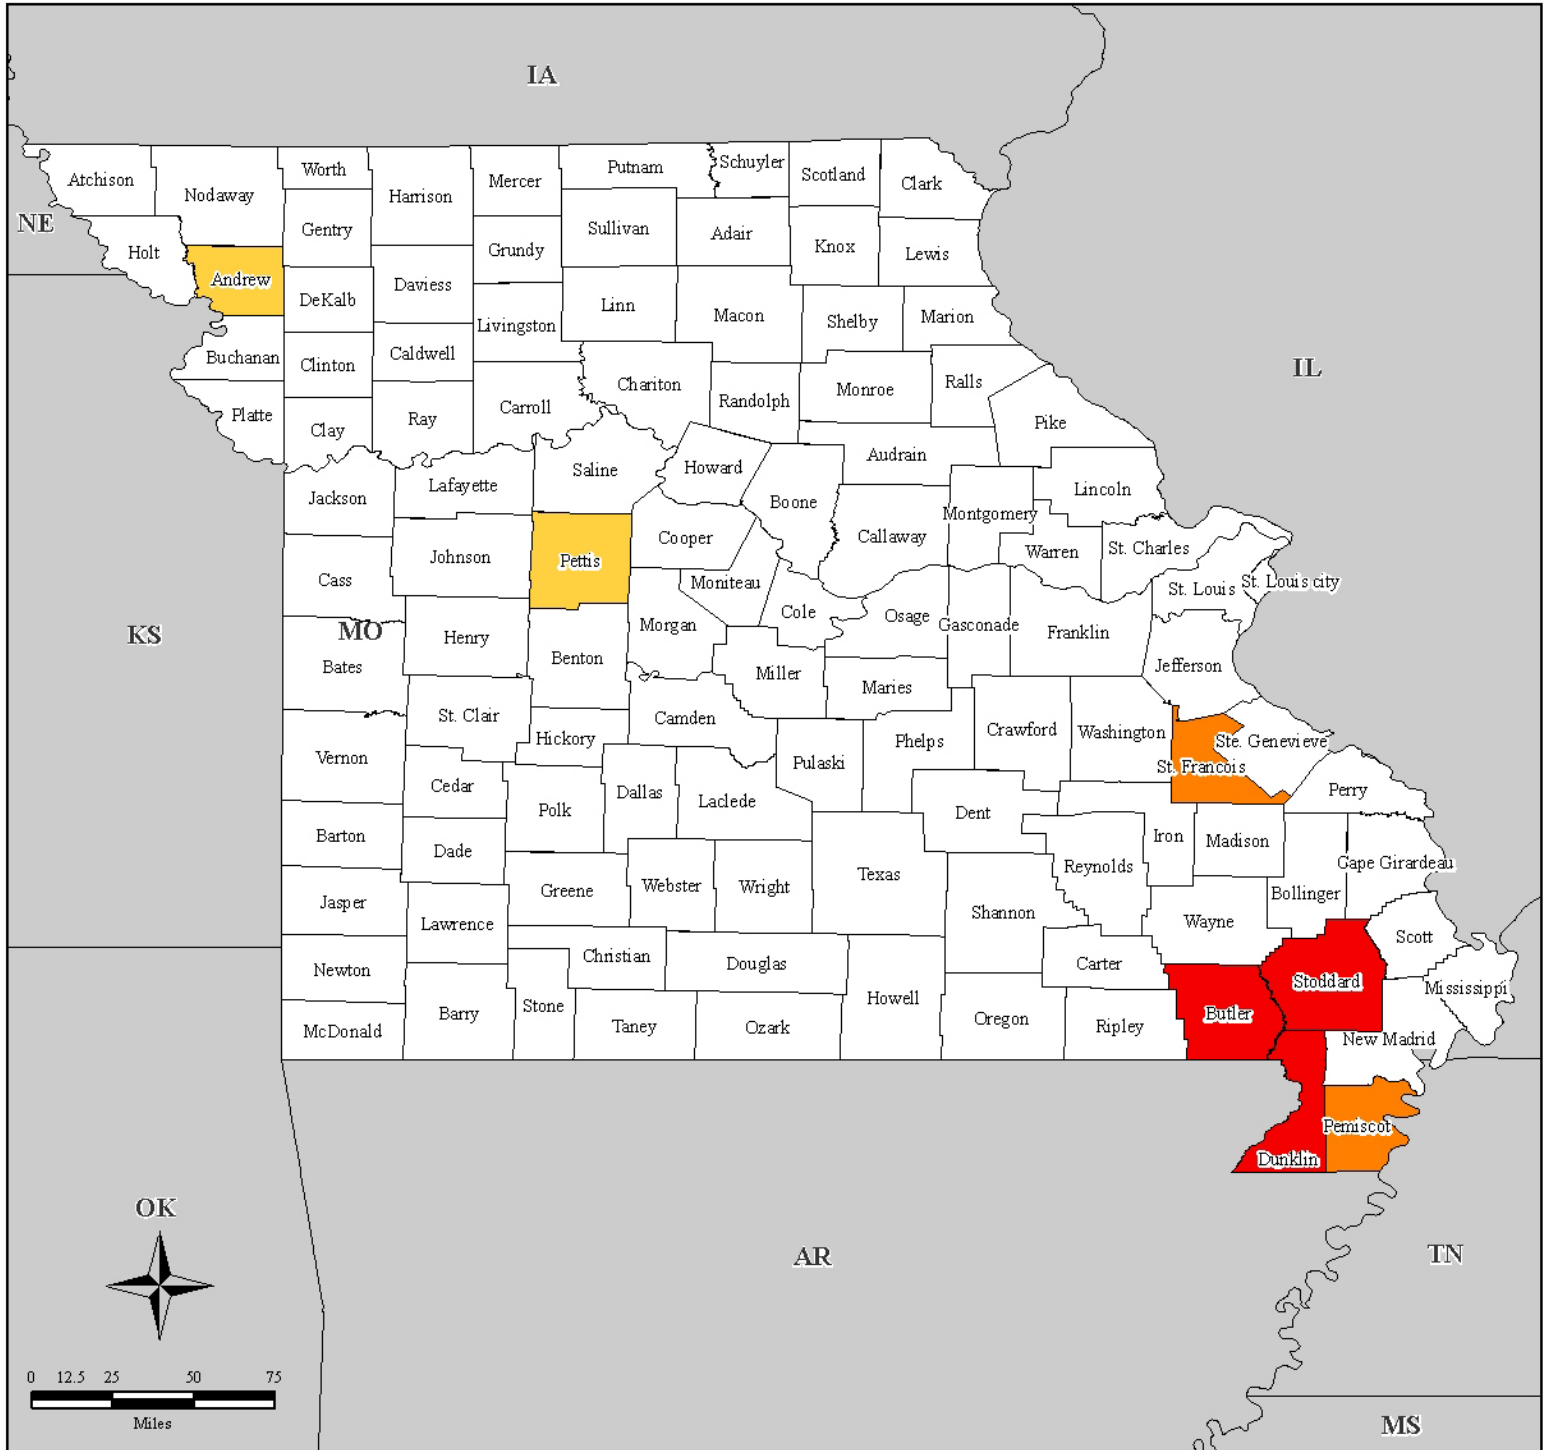 IA
Atchison
Nodaway
Worth
Harrison
Mercer
Putnam
Schuyler
Scotland
Clark
NE
Holt
Andrew
Gentry
DeKalb
Daviess
Grundy
Sullivan
Adair
Knox
Lewis
Livingston
Linn
Macon
Shelby
Marion
Buchanan
Clinton
Caldwell
Chariton
Randolph
Monroe
Ralls
IL
Platte
Clay
Ray
Carroll
Pike
Jackson
Lafayette
Saline
Howard
Boone
Audrain
Lincoln
Montgomery
Cass
Johnson
Pettis
Cooper
Callaway
Warren
St. Charles
Moniteau
St. Louis
St. Louis city
KS
MO
Bates
Henry
Benton
Morgan
Cole
Osage
Gasconade
Franklin
Jefferson
Miller
Maries
St. Clair
Camden
Vernon
Hickory
Pulaski
Phelps
Crawford
Washington
Ste. Genevieve
St. Francois
Cedar
Polk
Dallas
Laclede
Dent
Perry
Barton
Dade
Iron
Madison
Cape Girardeau
Jasper
Greene
Webster
Wright
Texas
Reynolds
Bollinger
Lawrence
Shannon
Wayne
Scott
Newton
Christian
Douglas
Carter
Stoddard
Mississippi
McDonald
Barry
Stone
Taney
Ozark
Howell
Oregon
Ripley
Butler
New Madrid
Pemiscot
Dunklin
OK
AR
TN
0 12.5 25 50 75
Miles
MS